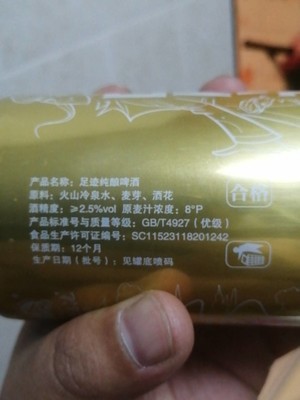 产品名称：足迹纯酿啤酒
原料：火山冷泉水、麦芽、酒花
酒精度：≥2.5%vol 原麦汁浓度：8°P
产品标准号与质量等级：GB/T4927（优级）
食品生产许可证编号：SC11523118201242
保质期：12个月
生产日期（批号）：见罐底喷码
合格